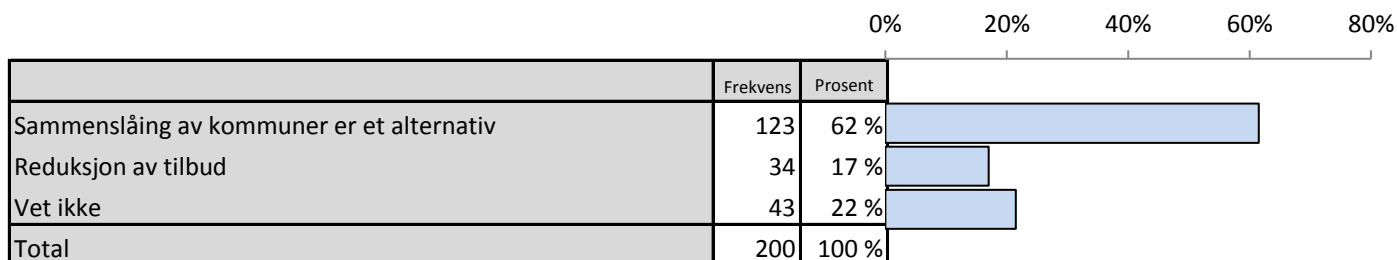 0% 20% 40% 60% 80%
Frekvens Prosent
Sammenslåing av kommuner er et alternativ 123 62 %
Reduksjon av tilbud 34 17 %
Vet ikke 43 22 %
Total 200 100 %